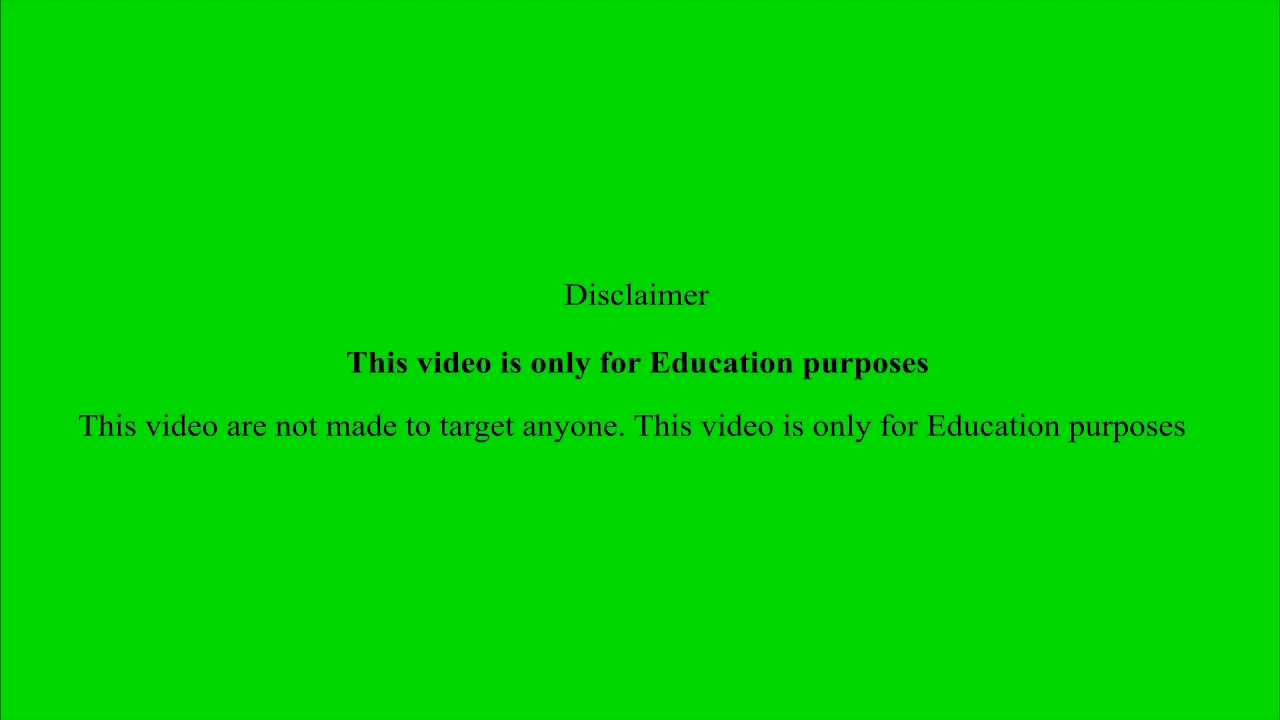 Disclaimer
This video is only for Education purposes
This video are not made to target anyone. This video is only for Education purposes